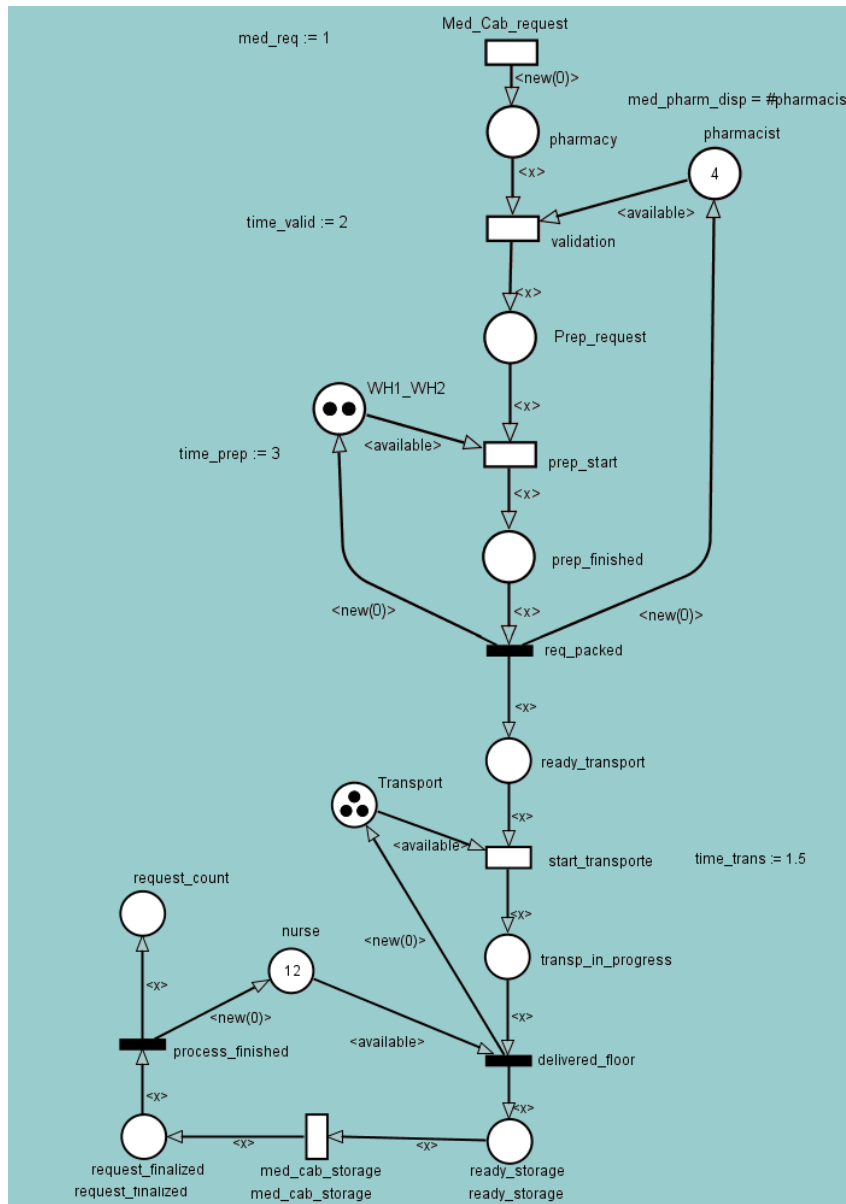 Med_Cab_request
med_req := 1
<new(0)>
med_pharm_disp = #pharmacis
pharmacy
pharmacist
4
<x>
<available>
time_valid := 2
validation
<x>
Prep_request
WH1_WH2
<x>
<available>
time_prep := 3
prep_start
<x>
prep_finished
<x>
<new(0)>
<new(0)>
req_packed
<x>
ready_transport
Transport
<x>
<available>
start_transporte
time_trans := 1.5
request_count
<x>
nurse
<new(0)>
transp_in_progress
12
<x>
<x>
<new(0)>
<available>
process_finished
delivered_floor
<x>
<x>
<x>
<x>
request_finalized
med_cab_storage
ready_storage
request_finalized
med_cab_storage
ready_storage